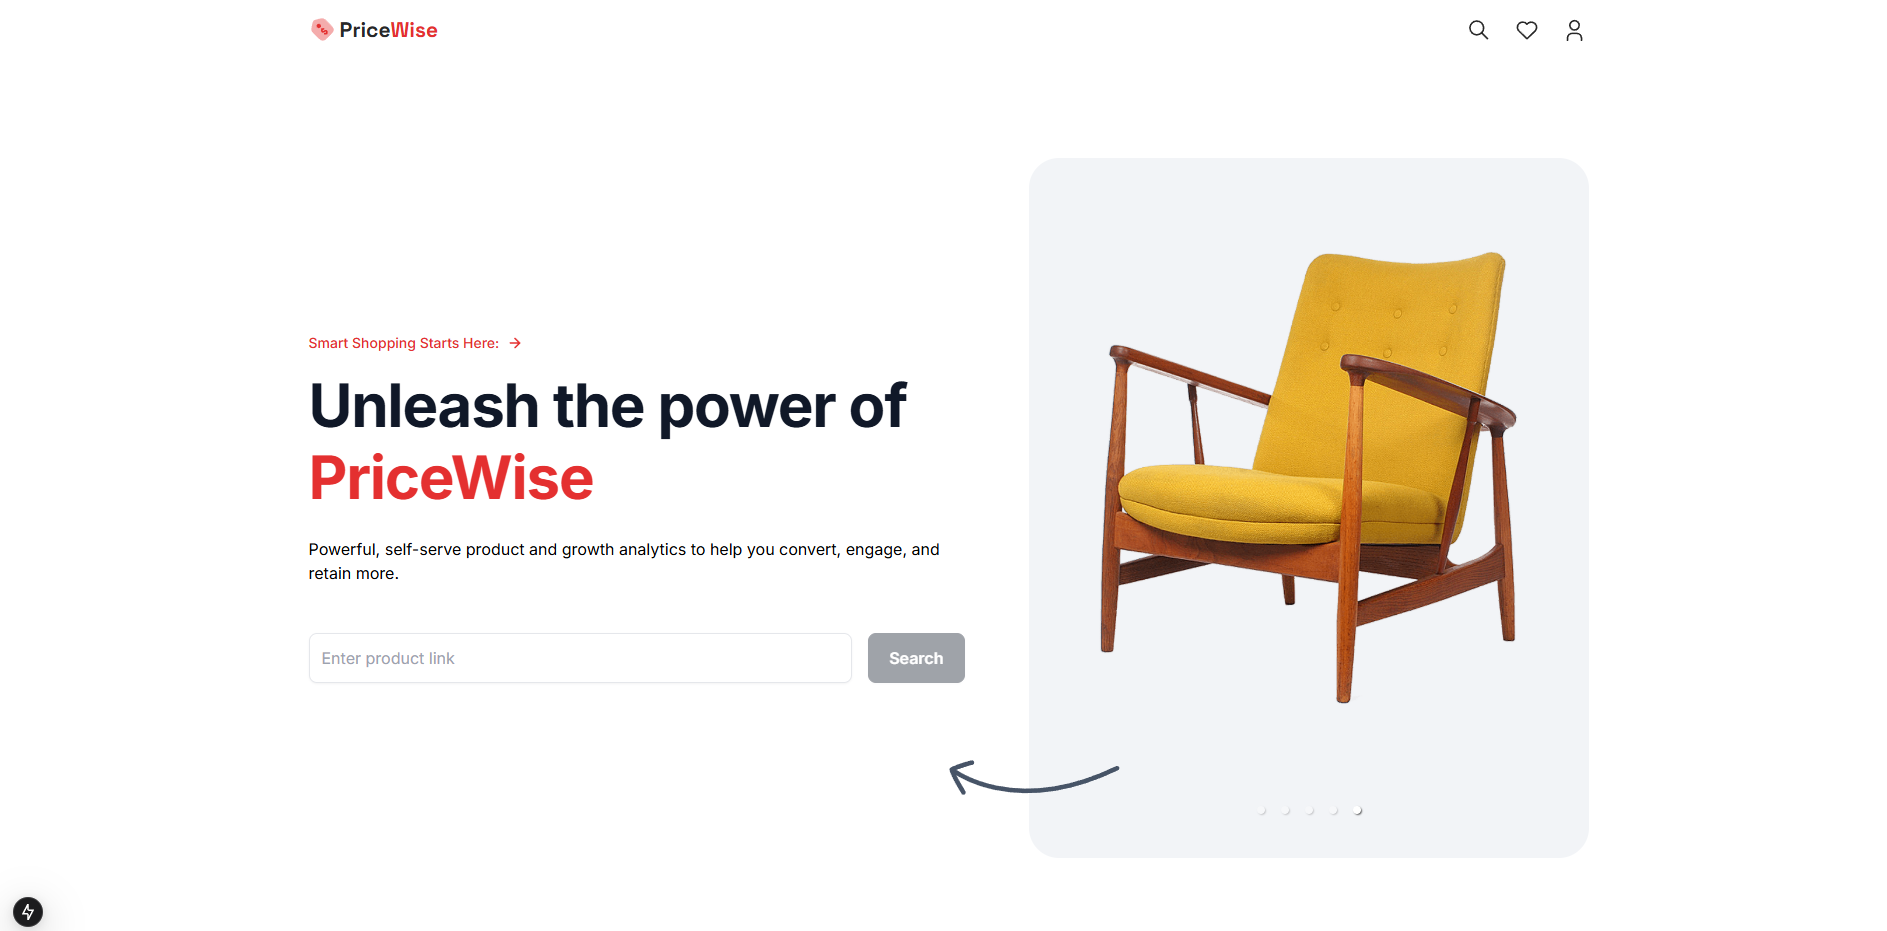 PriceWise
Smart Shopping Starts Here:
Unleash the power of
PriceWise
Powerful, self-serve product and growth analytics to help you convert, engage, and
retain more.
Enter product link
Search